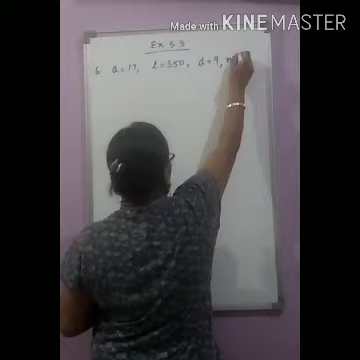 Made with KINEMASTER
Ex 5.3
6. a = 17, l = 350, d = 9, n